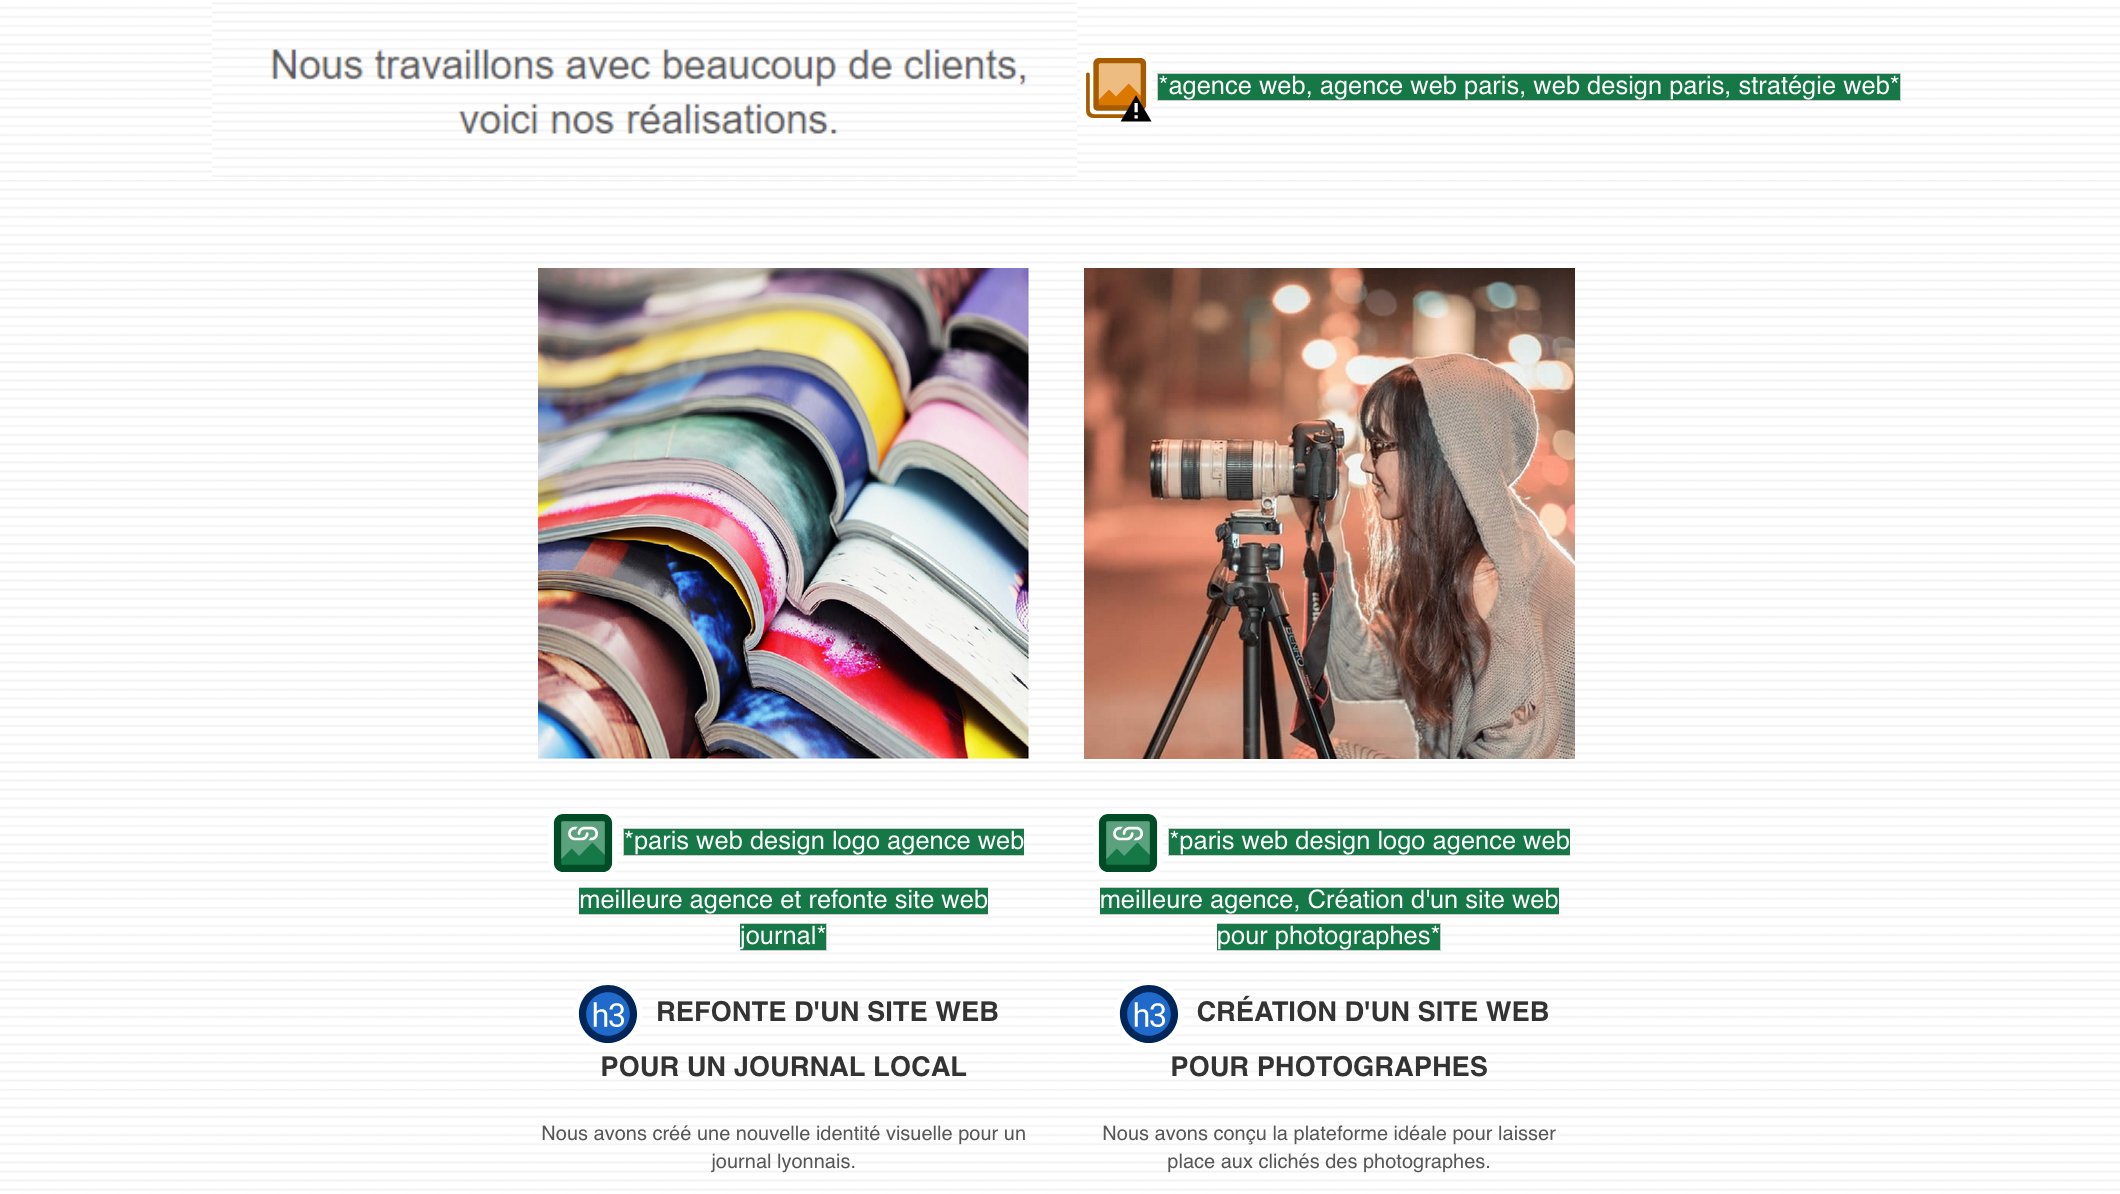 Nous travaillons avec beaucoup de clients,
voici nos réalisations.
*agence web, agence web paris, web design paris, stratégie web*
*paris web design logo agence web
meilleure agence et refonte site web
journal*
h3 REFONTE D'UN SITE WEB
POUR UN JOURNAL LOCAL
Nous avons créé une nouvelle identité visuelle pour un
journal lyonnais.
*paris web design logo agence web
meilleure agence, Création d'un site web
pour photographes*
h3 CRÉATION D'UN SITE WEB
POUR PHOTOGRAPHES
Nous avons conçu la plateforme idéale pour laisser
place aux clichés des photographes.